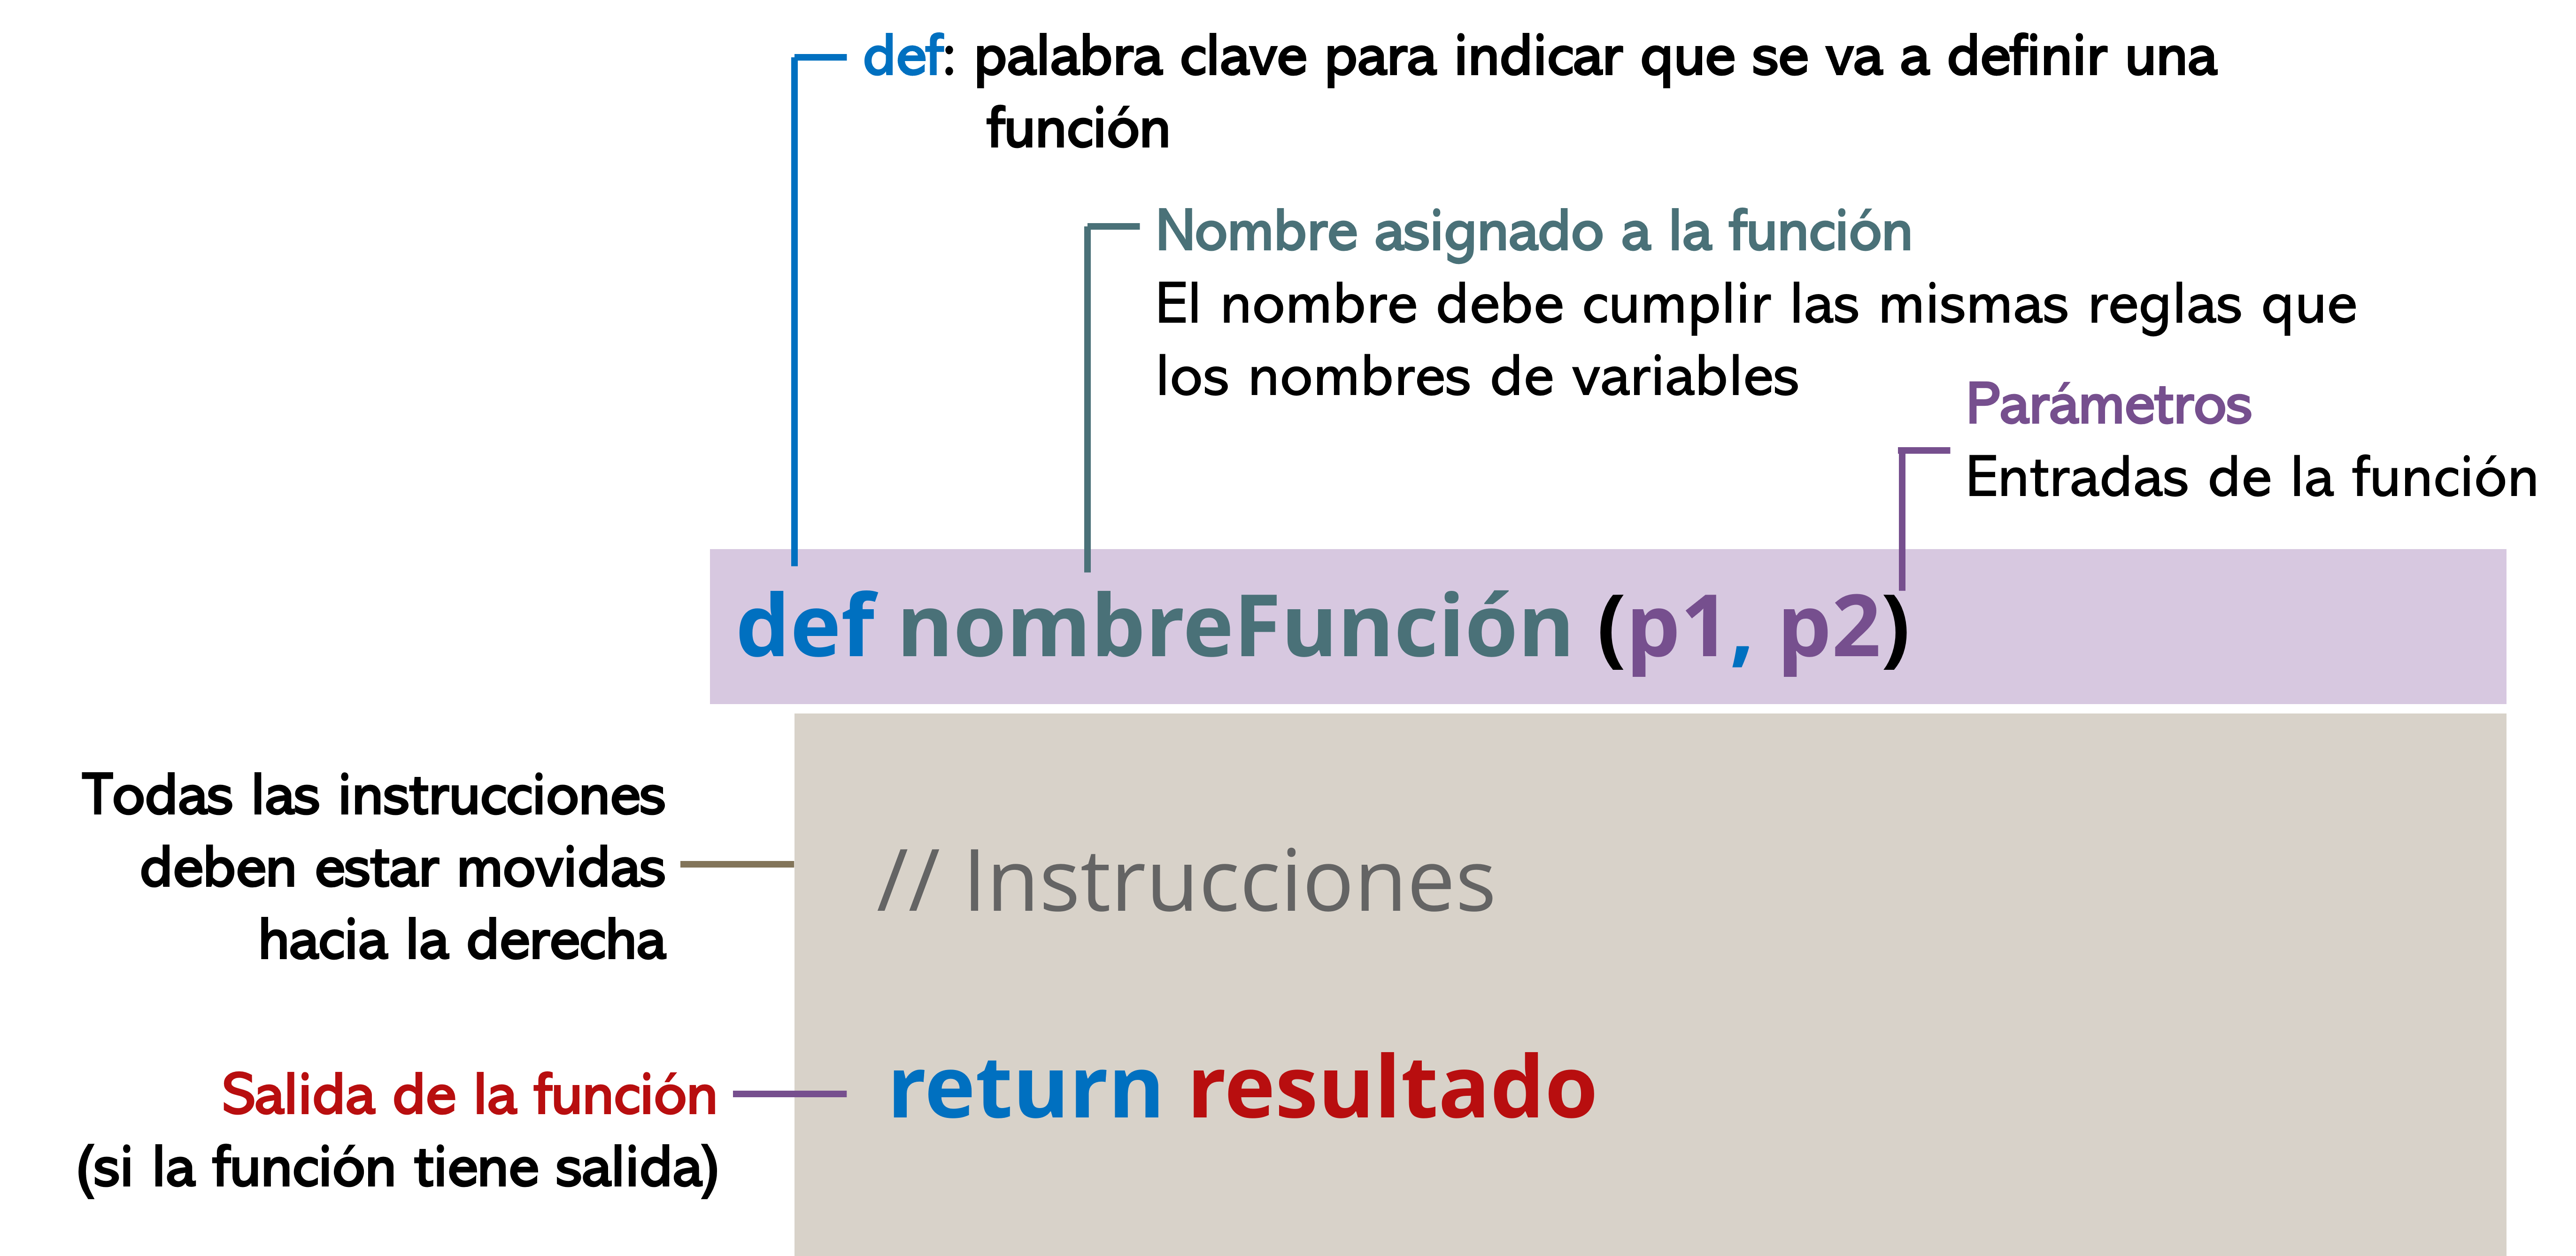 def: palabra clave para indicar que se va a definir una
función
Nombre asignado a la función
El nombre debe cumplir las mismas reglas que
los nombres de variables
Parámetros
Entradas de la función
def nombreFunción (p1, p2)
Todas las instrucciones
deben estar movidas
hacia la derecha
// Instrucciones
Salida de la función
(si la función tiene salida)
return resultado